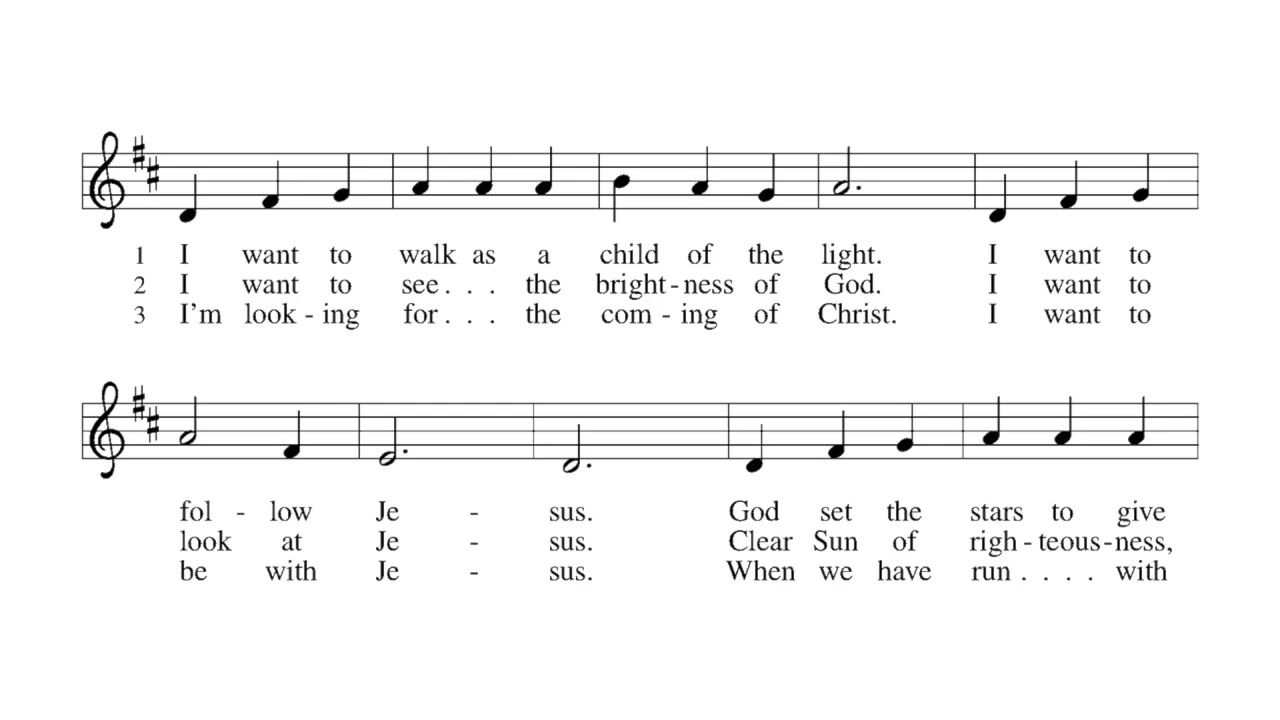 1 I want to walk as a child of the light. I want to
2 I want to see. . . the bright - ness of God. I want to
3 I'm look - ing for. . . the com - ing of Christ. I want to
fol - low Je - sus. God set the stars to give
look at Je - sus. Clear Sun of righ - teous - ness,
be with Je - sus. When we have run . . . . with